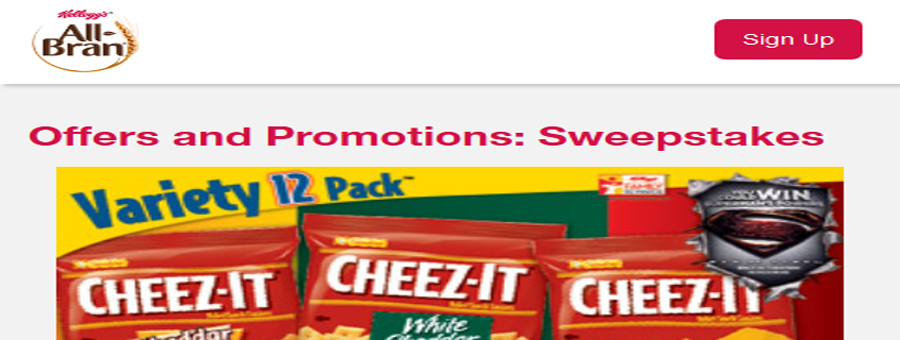 Kellogg's
All-
Bran
Sign Up
Offers and Promotions: Sweepstakes
Variety 12 Pack
FAMILY
WIN
CHEEZ-IT
CHEEZ-IT
CHEEZ-IT
White
Cheddar